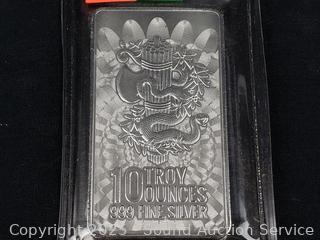 10 TROY
OUNCES
999 FINE SILVER
Copyright 2023 - Sound Auction Service